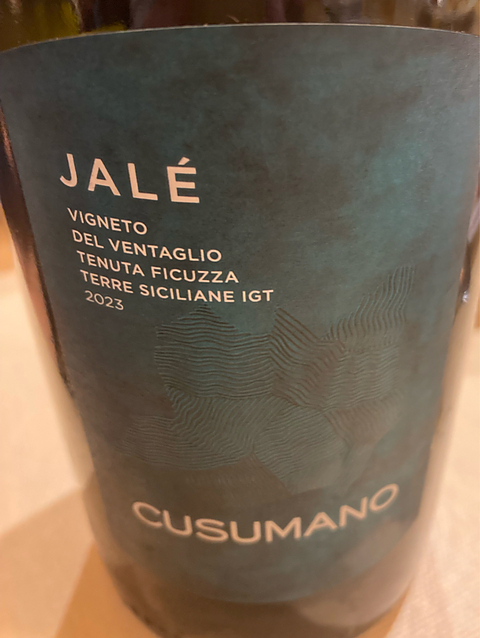 JALÉ
VIGNETO
DEL VENTAGLIO
TENUTA FICUZZA
TERRE SICILIANE IGT
2023
CUSUMANO